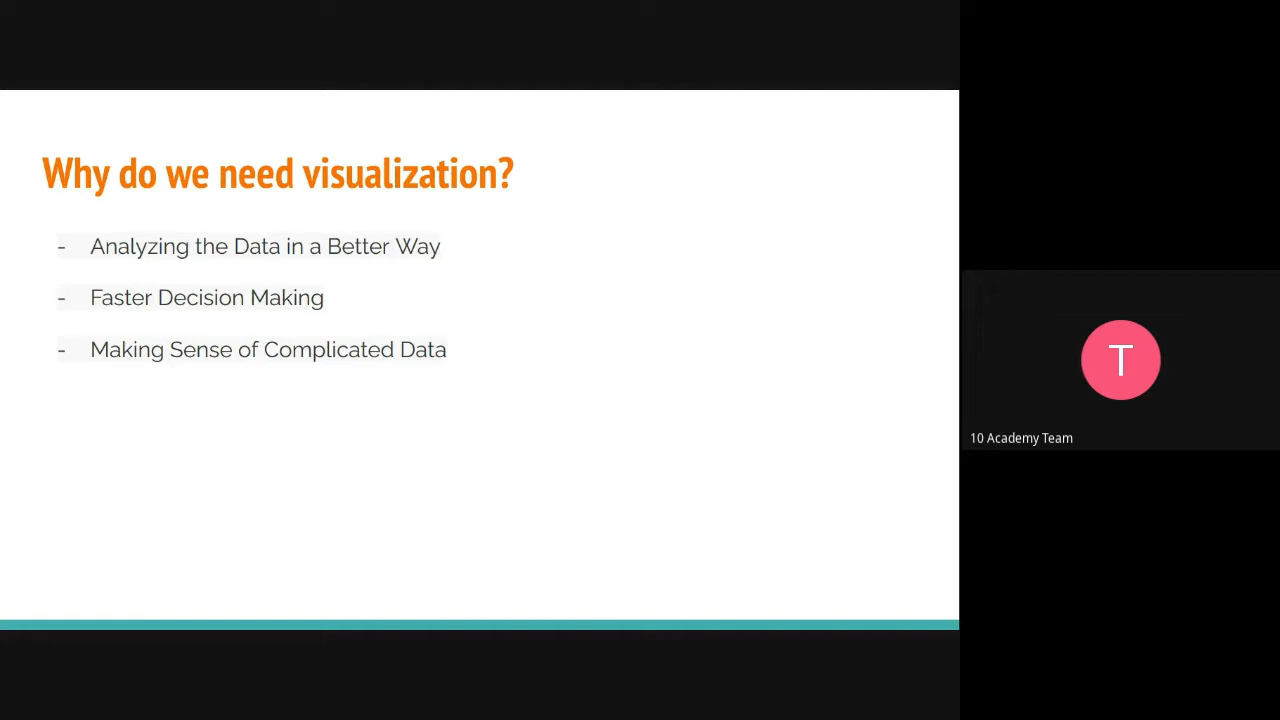 Why do we need visualization?
- Analyzing the Data in a Better Way
- Faster Decision Making
- Making Sense of Complicated Data
T
10 Academy Team